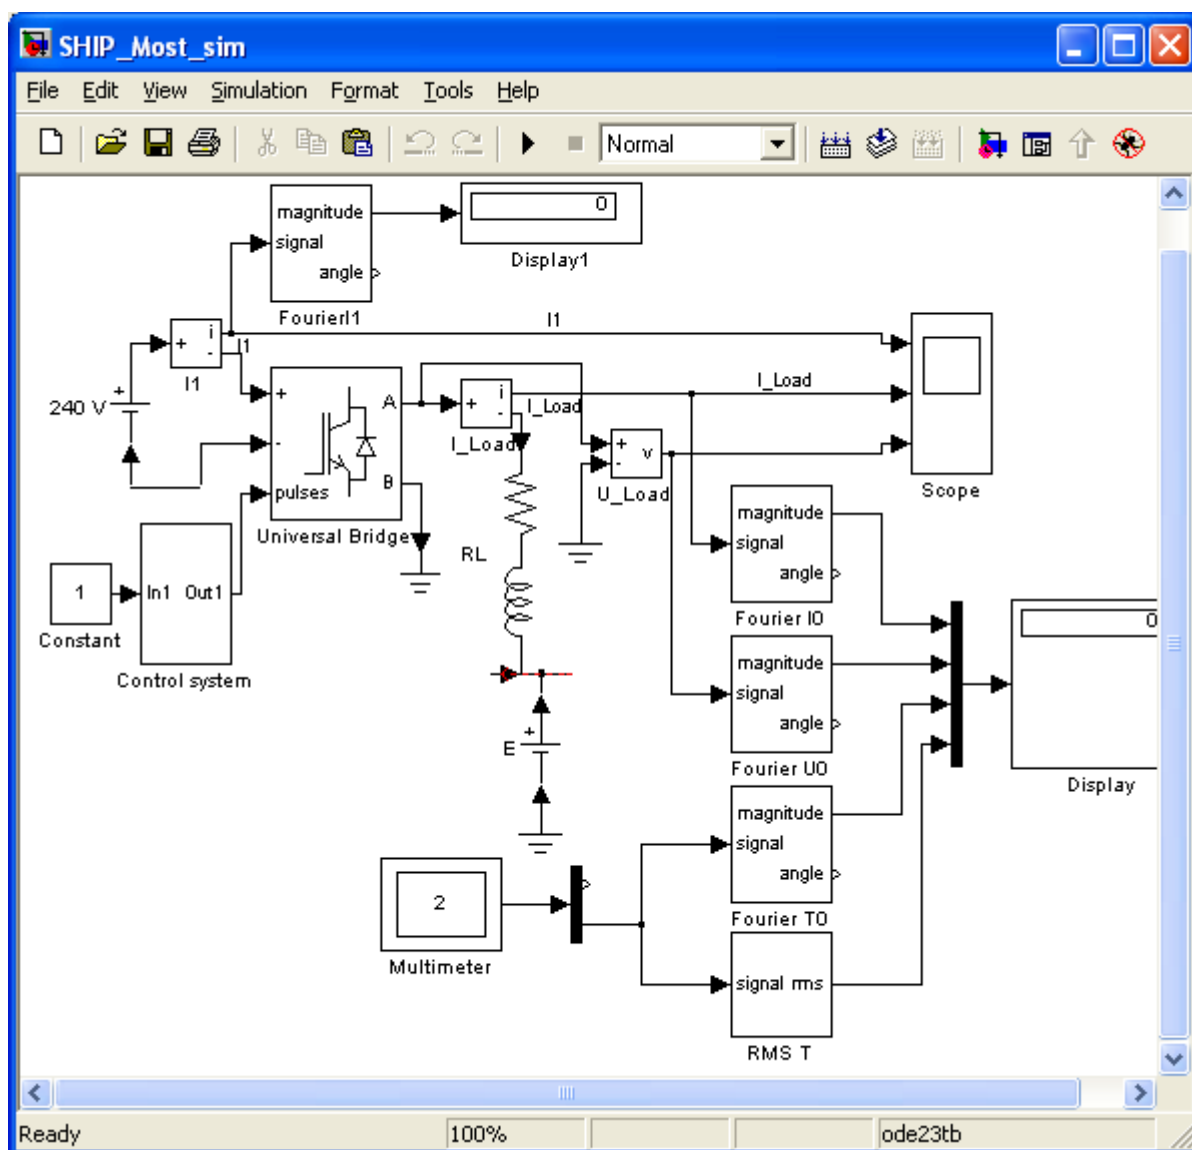 SHIP_Most_sim
File Edit View Simulation Format Tools Help
Normal
magnitude
signal
angle
FourierI1
0
Display1
i
+
-
I1
I1
I1
240 V
+
+
-
pulses
A
B
Universal Bridge
+
i
-
I_Load
I_Load
I_Load
+
-
v
U_Load
Scope
1
Constant
In1 Out1
Control system
RL
magnitude
signal
angle
Fourier I0
magnitude
signal
angle
Fourier U0
0
Display
+
E
magnitude
signal
angle
Fourier T0
2
Multimeter
signal rms
RMS T
Ready 100% ode23tb